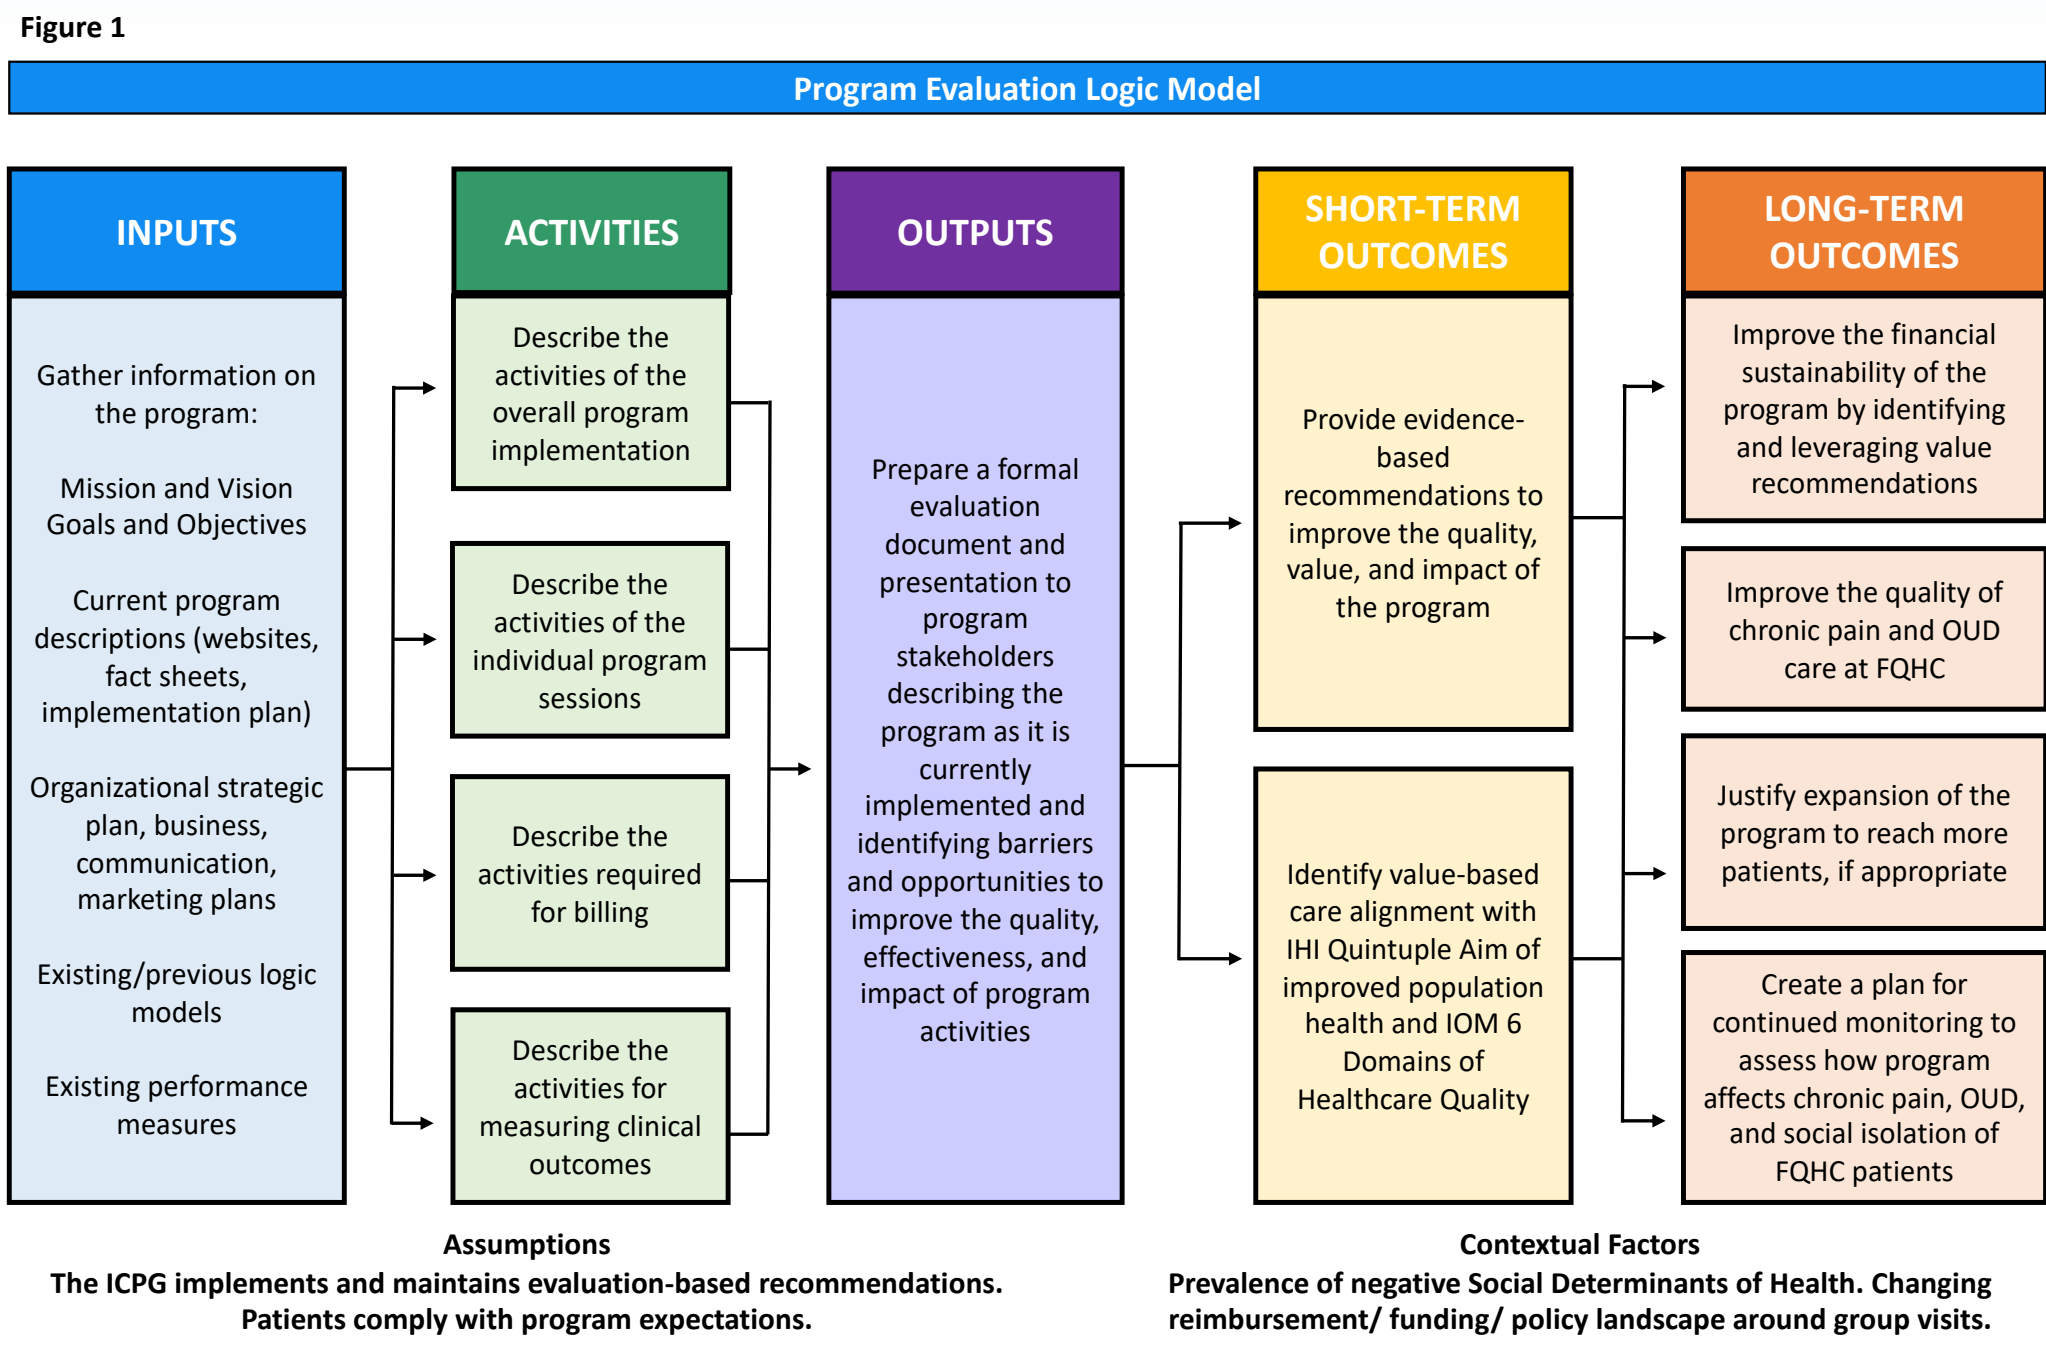 Figure 1
Program Evaluation Logic Model
INPUTS
Gather information on
the program:
Mission and Vision
Goals and Objectives
Current program
descriptions (websites,
fact sheets,
implementation plan)
Organizational strategic
plan, business,
communication,
marketing plans
Existing/previous logic
models
Existing performance
measures
ACTIVITIES
Describe the
activities of the
overall program
implementation
Describe the
activities of the
individual program
sessions
Describe the
activities required
for billing
Describe the
activities for
measuring clinical
outcomes
OUTPUTS
Prepare a formal
evaluation
document and
presentation to
program
stakeholders
describing the
program as it is
currently
implemented and
identifying barriers
and opportunities to
improve the quality,
effectiveness, and
impact of program
activities
SHORT-TERM
OUTCOMES
Provide evidence-
based
recommendations to
improve the quality,
value, and impact of
the program
Identify value-based
care alignment with
IHI Quintuple Aim of
improved population
health and IOM 6
Domains of
Healthcare Quality
LONG-TERM
OUTCOMES
Improve the financial
sustainability of the
program by identifying
and leveraging value
recommendations
Improve the quality of
chronic pain and OUD
care at FQHC
Justify expansion of the
program to reach more
patients, if appropriate
Create a plan for
continued monitoring to
assess how program
affects chronic pain, OUD,
and social isolation of
FQHC patients
Assumptions
The ICPG implements and maintains evaluation-based recommendations.
Patients comply with program expectations.
Contextual Factors
Prevalence of negative Social Determinants of Health. Changing
reimbursement/ funding/ policy landscape around group visits.